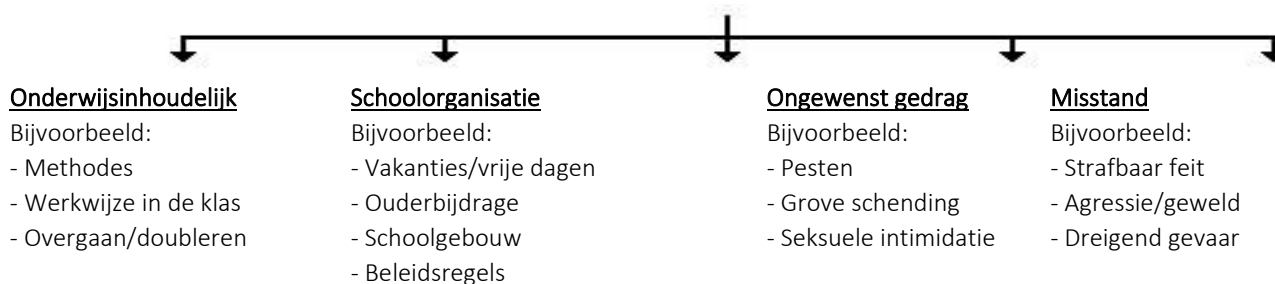 Onderwijsinhoudelijk
Bijvoorbeeld:
- Methodes
- Werkwijze in de klas
- Overgaan/doubleren
Schoolorganisatie
Bijvoorbeeld:
- Vakanties/vrije dagen
- Ouderbijdrage
- Schoolgebouw
- Beleidsregels
Ongewenst gedrag
Bijvoorbeeld:
- Pesten
- Grove schending
- Seksuele intimidatie
Misstand
Bijvoorbeeld:
- Strafbaar feit
- Agressie/geweld
- Dreigend gevaar